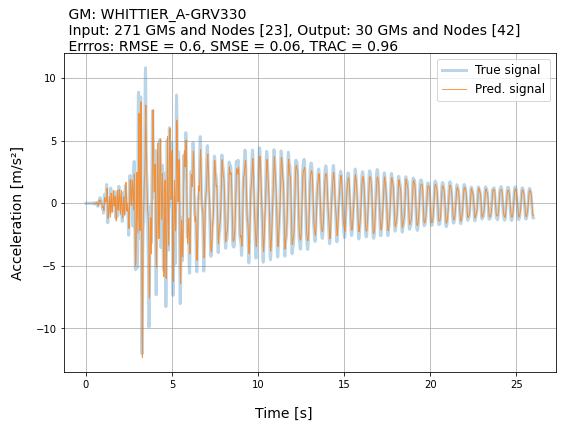 GM: WHITTIER_A-GRV330
Input: 271 GMs and Nodes [23], Output: 30 GMs and Nodes [42]
Errros: RMSE = 0.6, SMSE = 0.06, TRAC = 0.96
True signal
Pred. signal
Acceleration [m/s²]
10
5
0
−5
−10
0 5 10 15 20 25
Time [s]